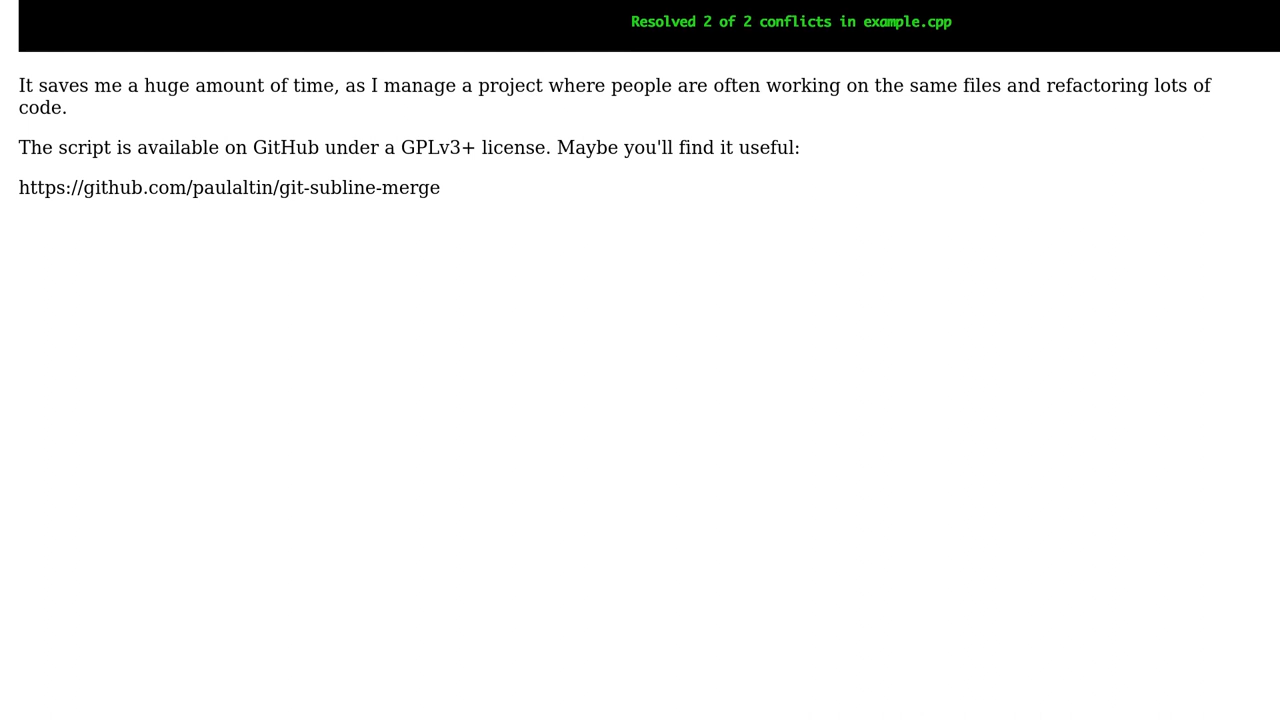 Resolved 2 of 2 conflicts in example.cpp
It saves me a huge amount of time, as I manage a project where people are often working on the same files and refactoring lots of
code.
The script is available on GitHub under a GPLv3+ license. Maybe you'll find it useful:
https://github.com/paulaltin/git-subline-merge